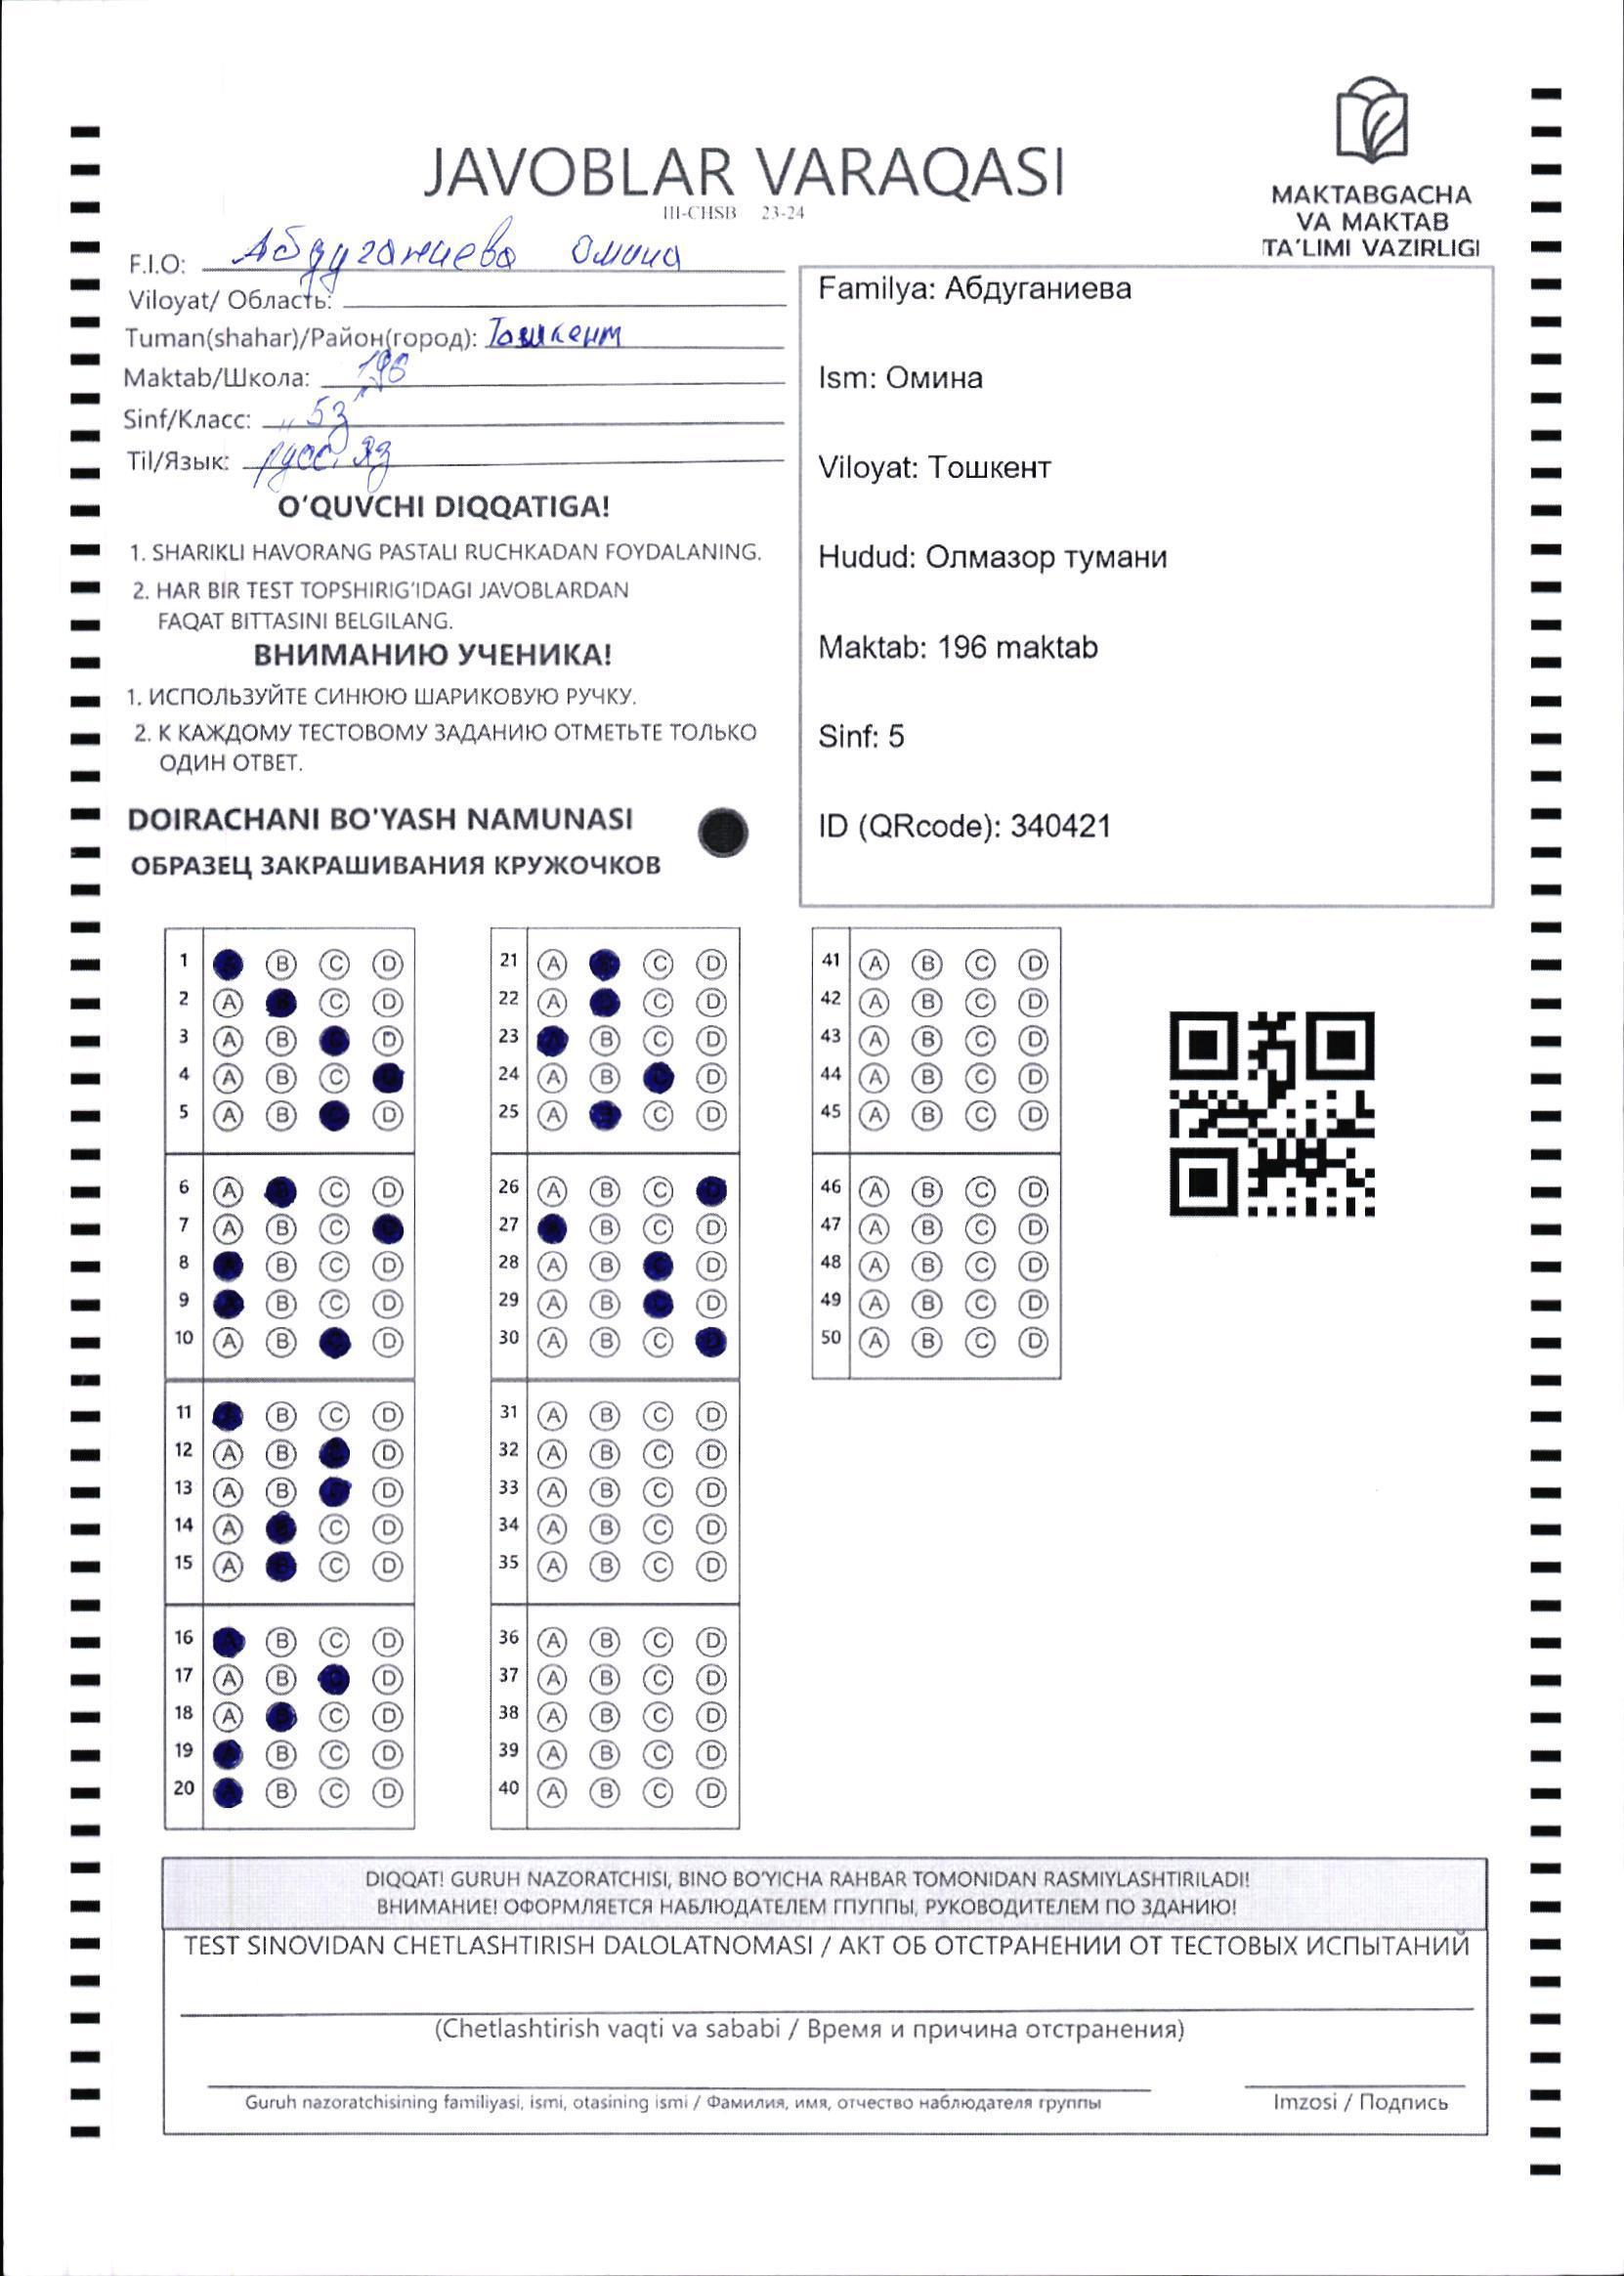 JAVOBLAR VARAQASI
III-CHSB 23-24
MAKTABGACHA
VA MAKTAB
TA'LIMI VAZIRLIGI
F.I.O: Абдуганиева Омина
Viloyat/ Область:
Tuman(shahar)/Район(город): Ташкент
Maktab/Школа: 196
Sinf/Класс: "5з"
Til/Язык: русс. яз
O'QUVCHI DIQQATIGA!
1. SHARIKLI HAVORANG PASTALI RUCHKADAN FOYDALANING.
2. HAR BIR TEST TOPSHIRIG'IDAGI JAVOBLARDAN
FAQAT BITTASINI BELGILANG.
ВНИМАНИЮ УЧЕНИКА!
1. ИСПОЛЬЗУЙТЕ СИНЮЮ ШАРИКОВУЮ РУЧКУ.
2. К КАЖДОМУ ТЕСТОВОМУ ЗАДАНИЮ ОТМЕТЬТЕ ТОЛЬКО
ОДИН ОТВЕТ.
DOIRACHANI BO'YASH NAMUNASI
ОБРАЗЕЦ ЗАКРАШИВАНИЯ КРУЖОЧКОВ
Familya: Абдуганиева
Ism: Омина
Viloyat: Тошкент
Hudud: Олмазор тумани
Maktab: 196 maktab
Sinf: 5
ID (QRcode): 340421
1 B C D
2 A C D
3 A B D
4 A B C
5 A B D
6 A C D
7 A B C
8 B C D
9 B C D
10 A B D
11 B C D
12 A B D
13 A B D
14 A C D
15 A C D
16 B C D
17 A B D
18 A C D
19 B C D
20 B C D
21 A C D
22 A C D
23 B C D
24 A B D
25 A C D
26 A B C
27 B C D
28 A B D
29 A B D
30 A B C
31 A B C D
32 A B C D
33 A B C D
34 A B C D
35 A B C D
36 A B C D
37 A B C D
38 A B C D
39 A B C D
40 A B C D
41 A B C D
42 A B C D
43 A B C D
44 A B C D
45 A B C D
46 A B C D
47 A B C D
48 A B C D
49 A B C D
50 A B C D
DIQQAT! GURUH NAZORATCHISI, BINO BO'YICHA RAHBAR TOMONIDAN RASMIYLASHTIRILADI!
ВНИМАНИЕ! ОФОРМЛЯЕТСЯ НАБЛЮДАТЕЛЕМ ГПУППЫ, РУКОВОДИТЕЛЕМ ПО ЗДАНИЮ!
TEST SINOVIDAN CHETLASHTIRISH DALOLATNOMASI / АКТ ОБ ОТСТРАНЕНИИ ОТ ТЕСТОВЫХ ИСПЫТАНИЙ
(Chetlashtirish vaqti va sababi / Время и причина отстранения)
Guruh nazoratchisining familiyasi, ismi, otasining ismi / Фамилия, имя, отчество наблюдателя группы
Imzosi / Подпись